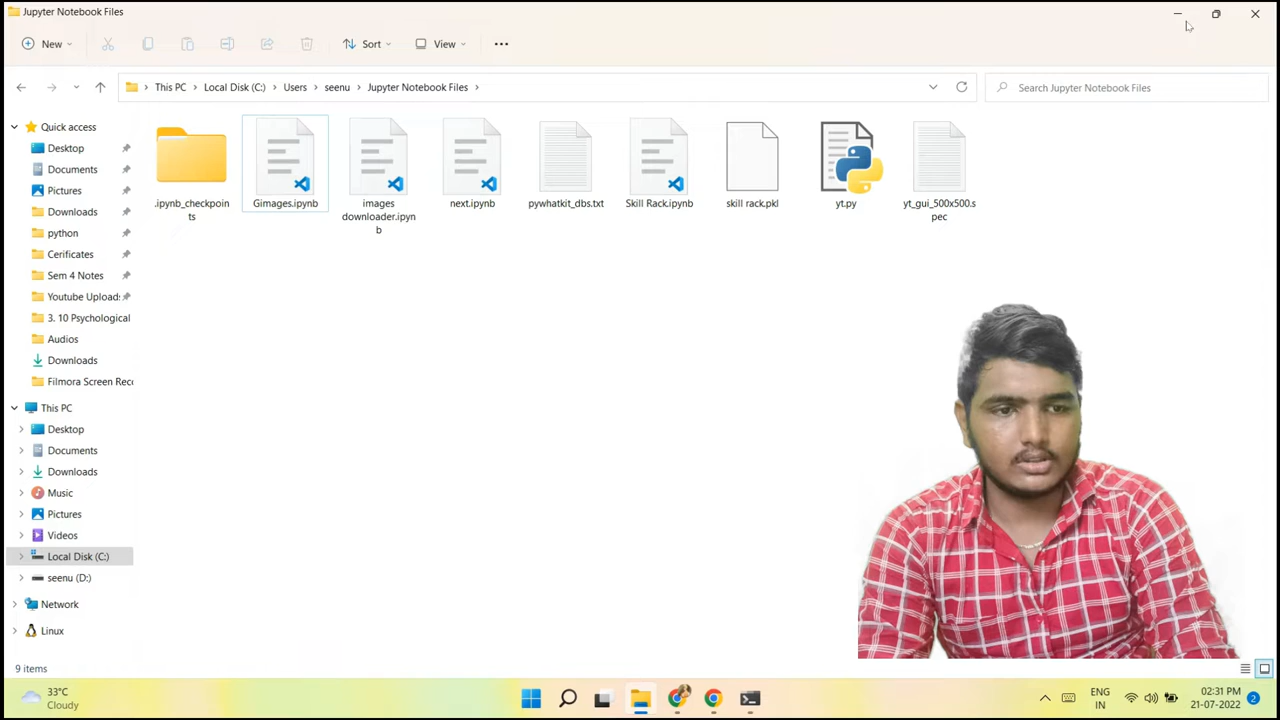 Jupyter Notebook Files
New
Sort
View
This PC
Local Disk (C:)
Users
seenu
Jupyter Notebook Files
Search Jupyter Notebook Files
Quick access
Desktop
Documents
Pictures
Downloads
python
Cerificates
Sem 4 Notes
Youtube Upload
3. 10 Psychological
Audios
Downloads
Filmora Screen Rec
This PC
Desktop
Documents
Downloads
Music
Pictures
Videos
Local Disk (C:)
seenu (D:)
Network
Linux
.ipynb_checkpoin
ts
Gimages.ipynb
images
downloader.ipyn
b
next.ipynb
pywhatkit_dbs.txt
Skill Rack.ipynb
skill rack.pkl
yt.py
yt_gui_500x500.s
pec
9 items
33°C
Cloudy
ENG
IN
02:31 PM
21-07-2022
2